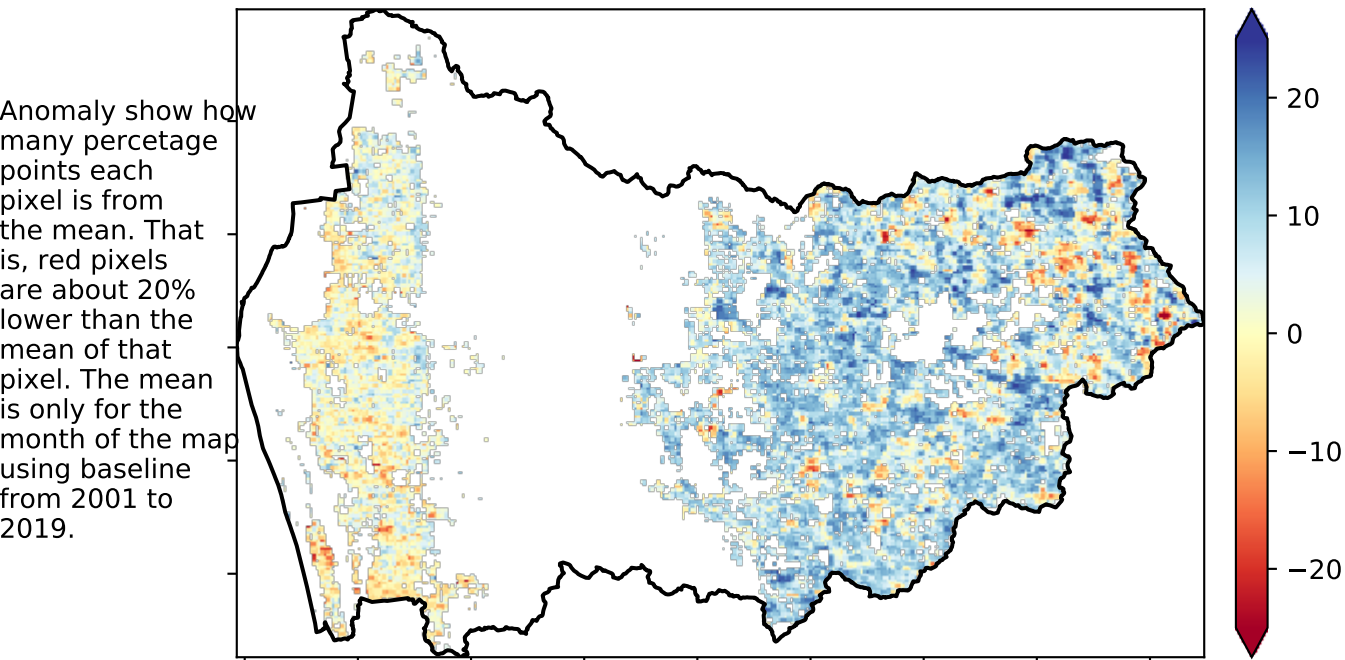 Anomaly show how
many percetage
points each
pixel is from
the mean. That
is, red pixels
are about 20%
lower than the
mean of that
pixel. The mean
is only for the
month of the map
using baseline
from 2001 to
2019.
20
10
0
−10
−20